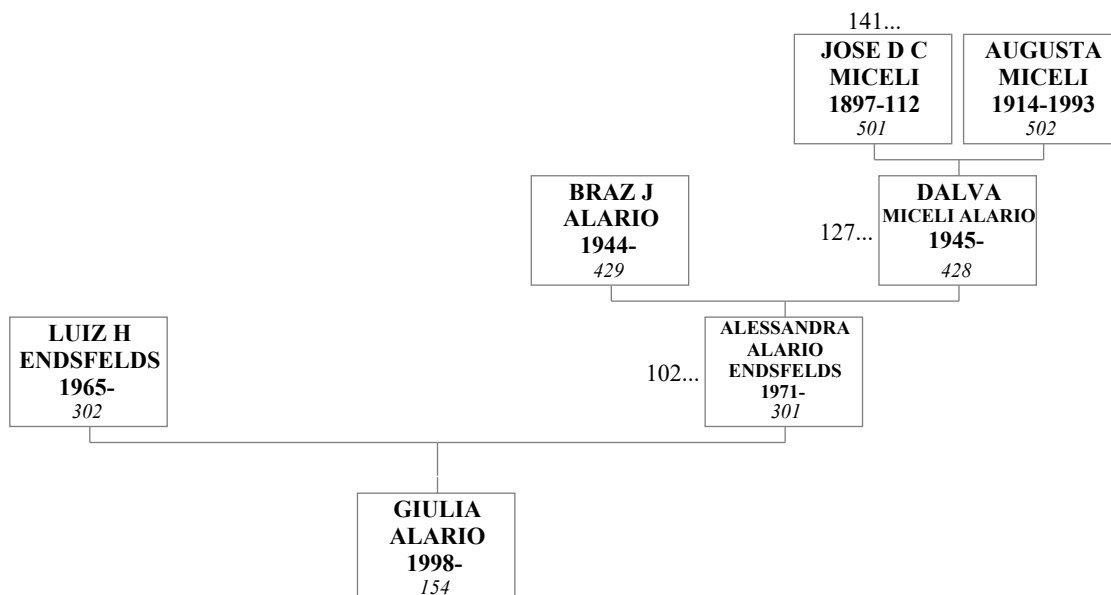 141...
JOSE D C
MICELI
1897-112
501
AUGUSTA
MICELI
1914-1993
502
BRAZ J
ALARIO
1944-
429
127...
DALVA
MICELI ALARIO
1945-
428
LUIZ H
ENDSFELDS
1965-
302
102...
ALESSANDRA
ALARIO
ENDSFELDS
1971-
301
GIULIA
ALARIO
1998-
154